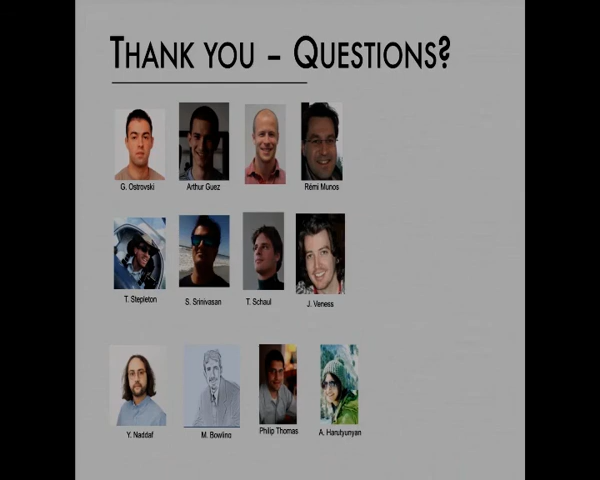 THANK YOU – QUESTIONS?
G. Ostrovski Arthur Guez Rémi Munos
T. Stepleton S. Srinivasan T. Schaul J. Veness
Y. Naddaf M. Bowling Philip Thomas A. Harutyunyan